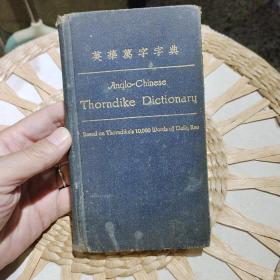 英華萬字字典
Anglo-Chinese
Thorndike Dictionary
Based on Thorndike's 10,000 Words of Daily Use